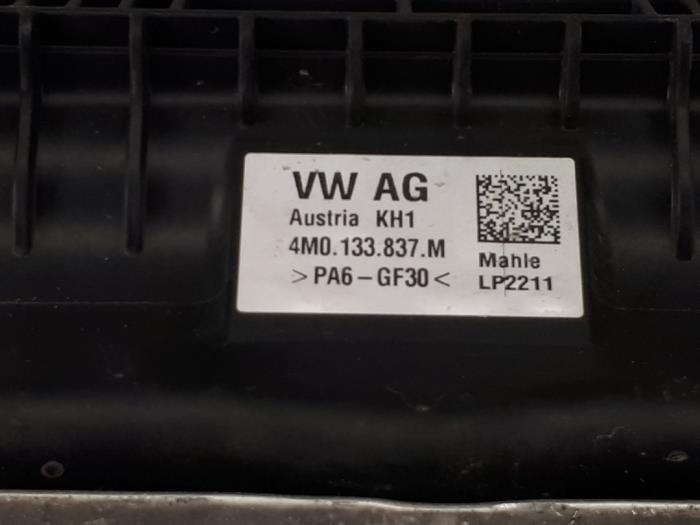 VW AG
Austria KH1
4M0.133.837.M
>PA6-GF30<
Mahle
LP2211